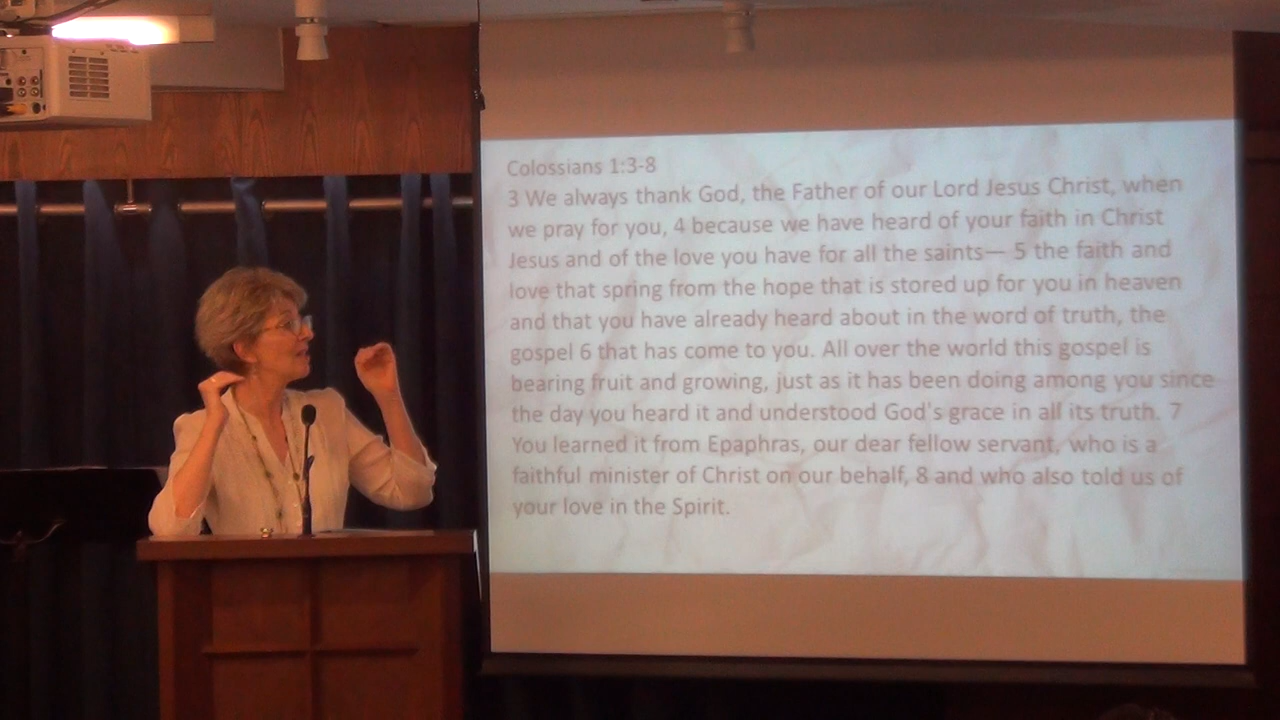 Colossians 1:3-8
3 We always thank God, the Father of our Lord Jesus Christ, when
we pray for you, 4 because we have heard of your faith in Christ
Jesus and of the love you have for all the saints— 5 the faith and
love that spring from the hope that is stored up for you in heaven
and that you have already heard about in the word of truth, the
gospel 6 that has come to you. All over the world this gospel is
bearing fruit and growing, just as it has been doing among you since
the day you heard it and understood God's grace in all its truth. 7
You learned it from Epaphras, our dear fellow servant, who is a
faithful minister of Christ on our behalf, 8 and who also told us of
your love in the Spirit.